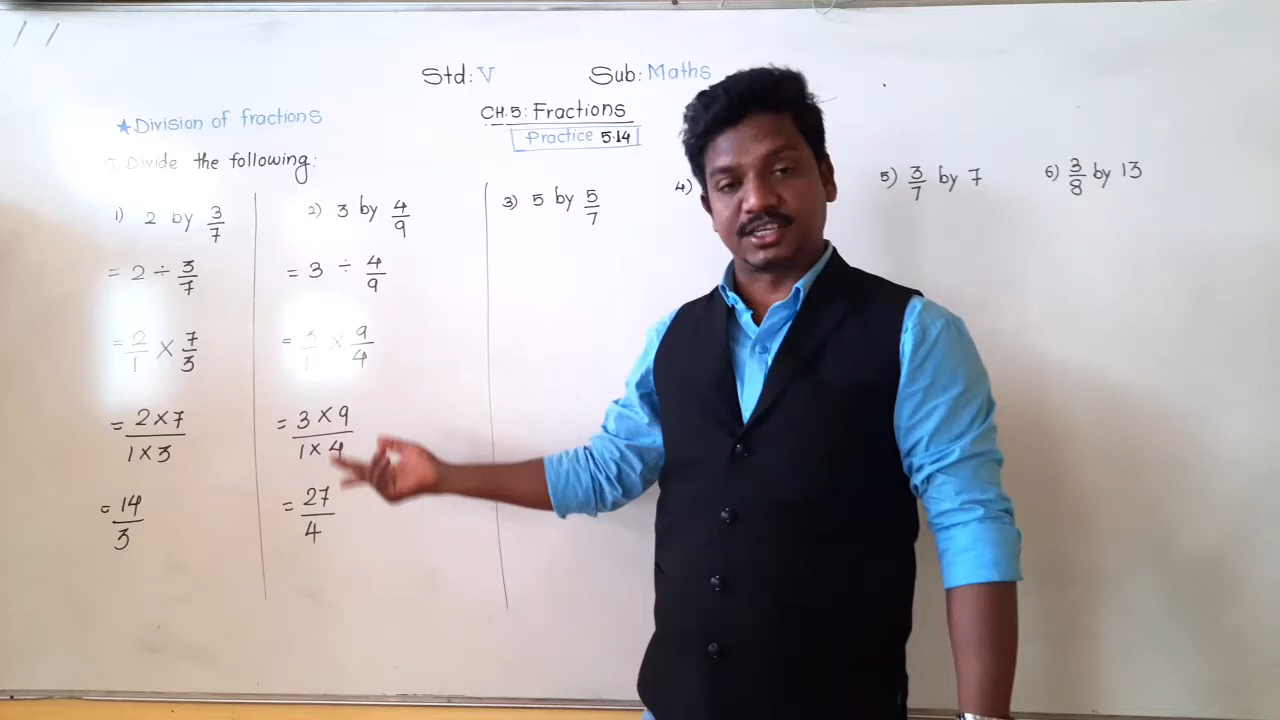 Std: V Sub: Maths
CH.5: Fractions
Practice 5.14
★Division of fractions
Divide the following:
1) 2 by 3/7
= 2 ÷ 3/7
= 2/1 × 7/3
= 2×7/1×3
= 14/3
2) 3 by 4/9
= 3 ÷ 4/9
= 3/1 × 9/4
= 3×9/1×4
= 27/4
3) 5 by 5/7
4)
5) 3/7 by 7
6) 3/8 by 13